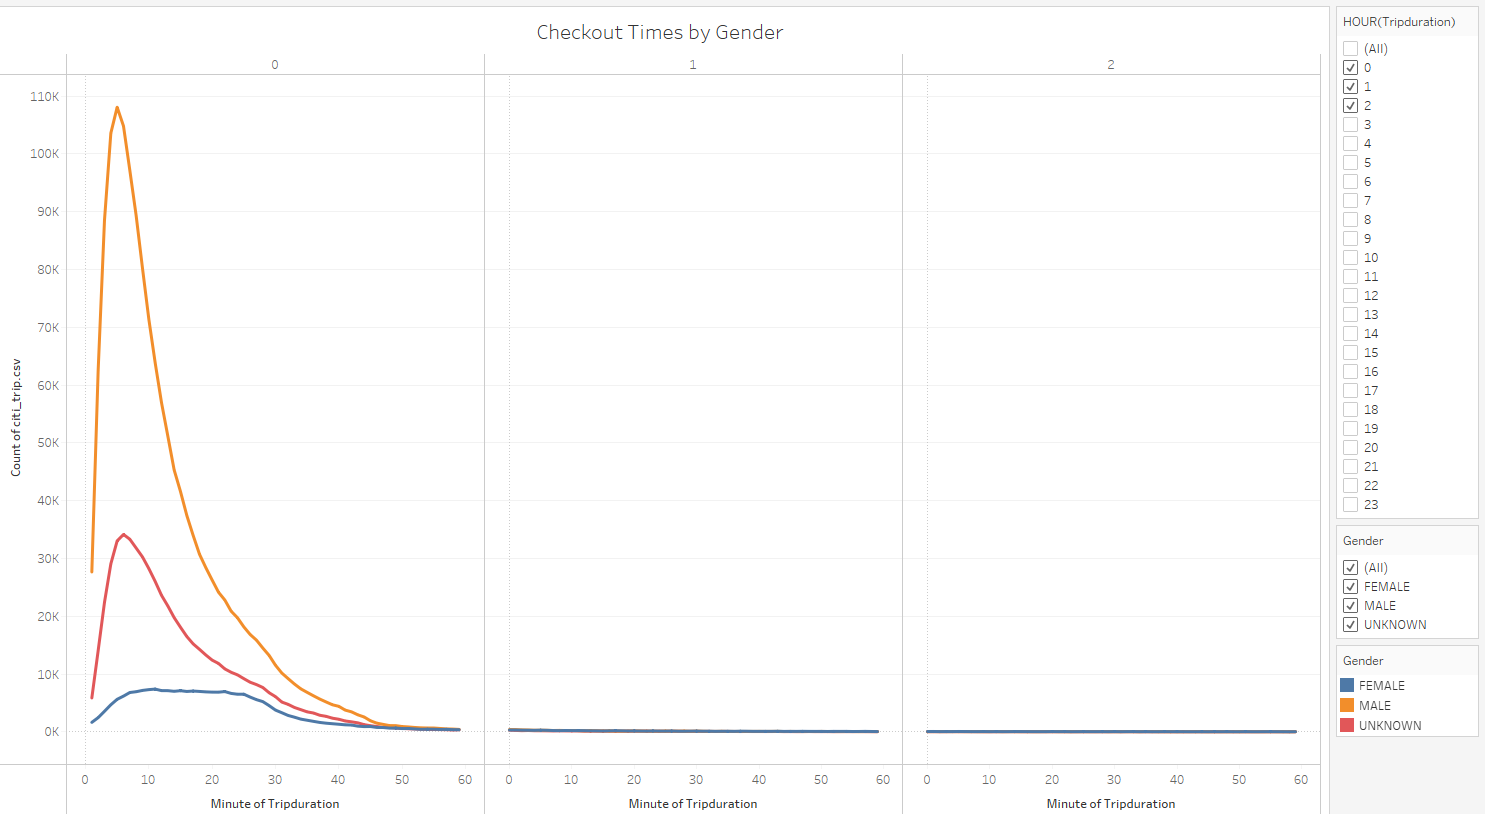 Checkout Times by Gender
0 1 2
110K
100K
90K
80K
70K
60K
50K
40K
30K
20K
10K
0K
Count of citi_trip.csv
0 10 20 30 40 50 60 0 10 20 30 40 50 60 0 10 20 30 40 50 60
Minute of Tripduration Minute of Tripduration Minute of Tripduration
HOUR(Tripduration)
(All)
0
1
2
3
4
5
6
7
8
9
10
11
12
13
14
15
16
17
18
19
20
21
22
23
Gender
(All)
FEMALE
MALE
UNKNOWN
Gender
FEMALE
MALE
UNKNOWN